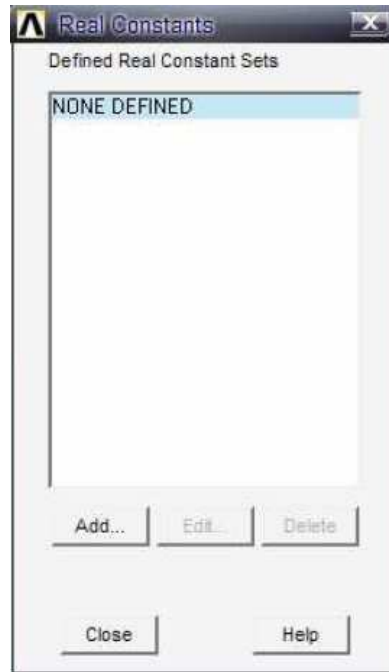 Real Constants
Defined Real Constant Sets
NONE DEFINED
Add... Edit... Delete
Close Help